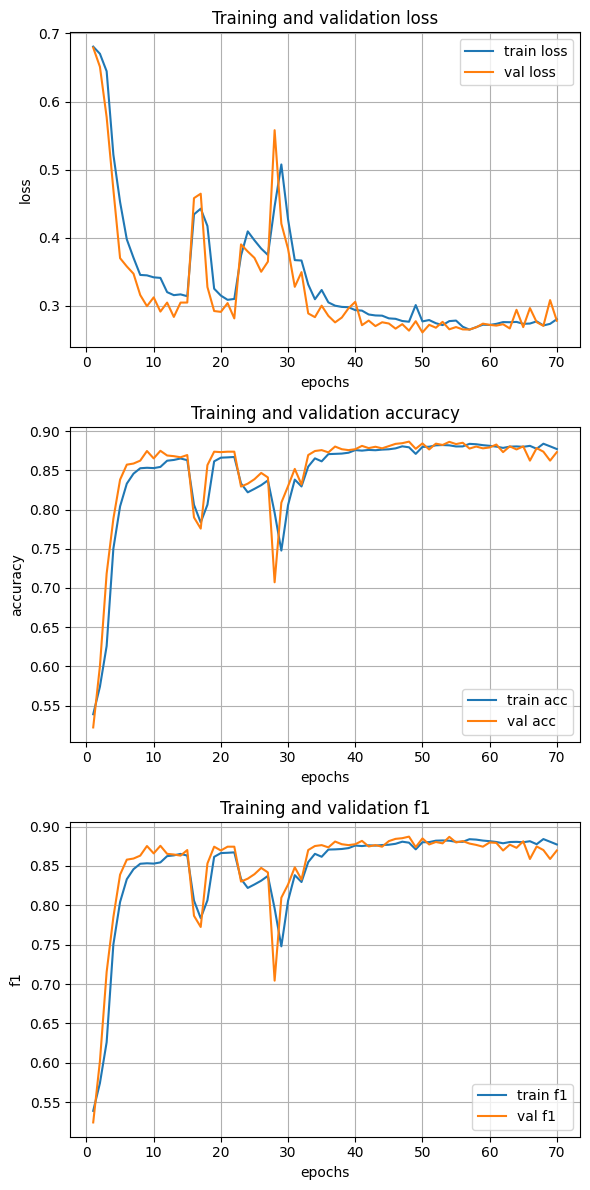 Training and validation loss
0.7
0.6
0.5
0.4
0.3
loss
train loss
val loss
0 10 20 30 40 50 60 70
epochs
Training and validation accuracy
0.90
0.85
0.80
0.75
0.70
0.65
0.60
0.55
accuracy
train acc
val acc
0 10 20 30 40 50 60 70
epochs
Training and validation f1
0.90
0.85
0.80
0.75
0.70
0.65
0.60
0.55
f1
train f1
val f1
0 10 20 30 40 50 60 70
epochs